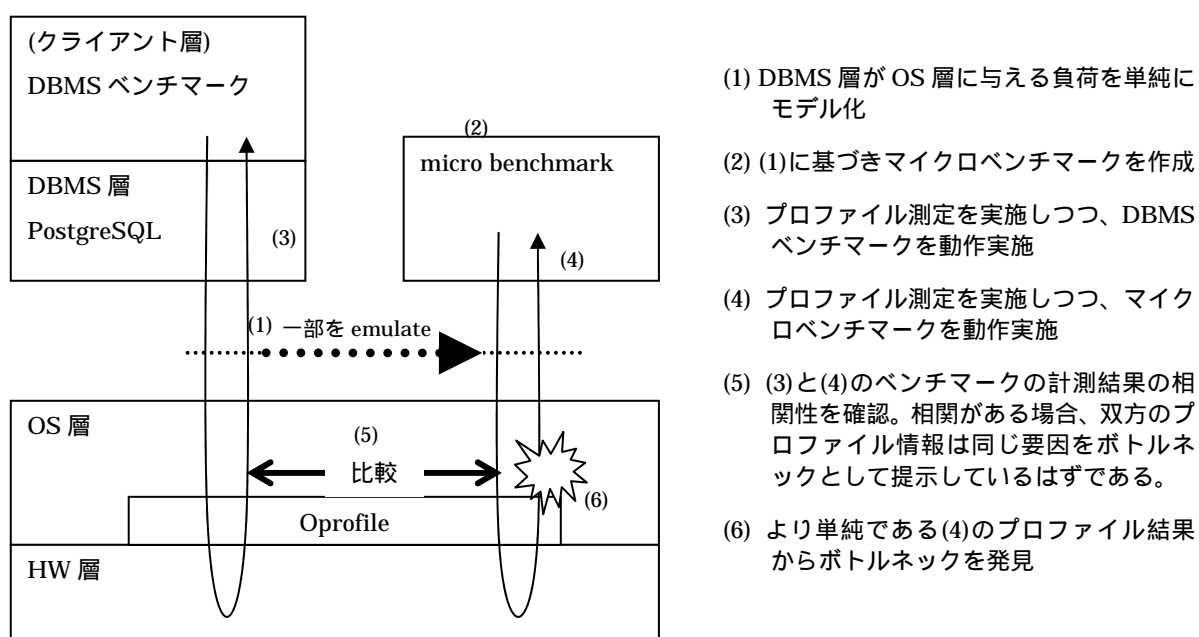 (クライアント層)
DBMS ベンチマーク
DBMS 層
PostgreSQL
(3)
(2)
micro benchmark
(4)
(1) 一部を emulate
OS 層
(5)
比較
(6)
Oprofile
HW 層
(1) DBMS 層が OS 層に与える負荷を単純に
モデル化
(2) (1)に基づきマイクロベンチマークを作成
(3) プロファイル測定を実施しつつ、DBMS
ベンチマークを動作実施
(4) プロファイル測定を実施しつつ、マイク
ロベンチマークを動作実施
(5) (3)と(4)のベンチマークの計測結果の相
関性を確認。相関がある場合、双方のプ
ロファイル情報は同じ要因をボトルネ
ックとして提示しているはずである。
(6) より単純である(4)のプロファイル結果
からボトルネックを発見